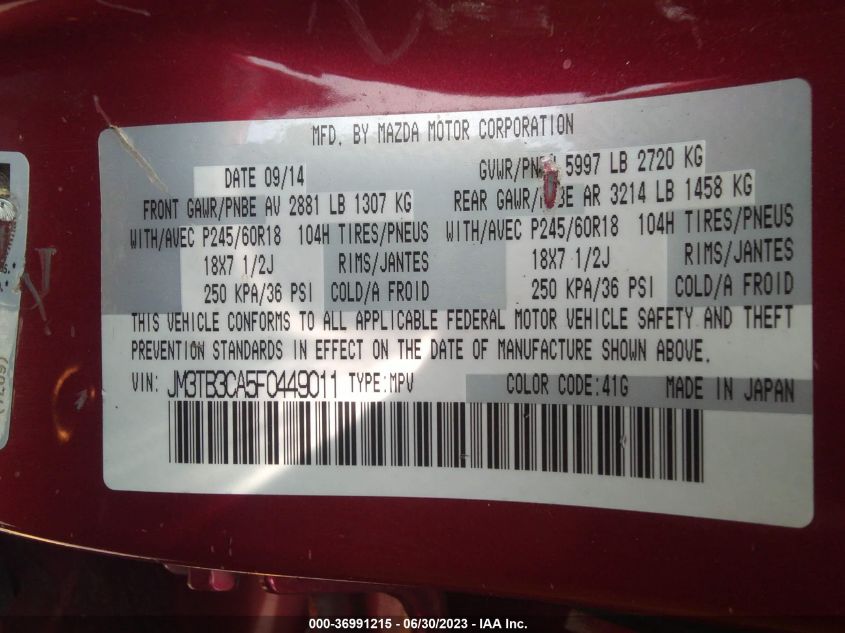 MFD. BY MAZDA MOTOR CORPORATION
DATE 09/14
GVWR/PNBV 5997 LB 2720 KG
FRONT GAWR/PNBE AV 2881 LB 1307 KG
REAR GAWR/PNBE AR 3214 LB 1458 KG
WITH/AVEC P245/60R18 104H TIRES/PNEUS
WITH/AVEC P245/60R18 104H TIRES/PNEUS
18X7 1/2J RIMS/JANTES
18X7 1/2J RIMS/JANTES
250 KPA/36 PSI COLD/A FROID
250 KPA/36 PSI COLD/A FROID
THIS VEHICLE CONFORMS TO ALL APPLICABLE FEDERAL MOTOR VEHICLE SAFETY AND THEFT
PREVENTION STANDARDS IN EFFECT ON THE DATE OF MANUFACTURE SHOWN ABOVE.
VIN: JM3TB3CA5F0449011 TYPE:MPV COLOR CODE:41G MADE IN JAPAN
000-36991215 - 06/30/2023 - IAA Inc.